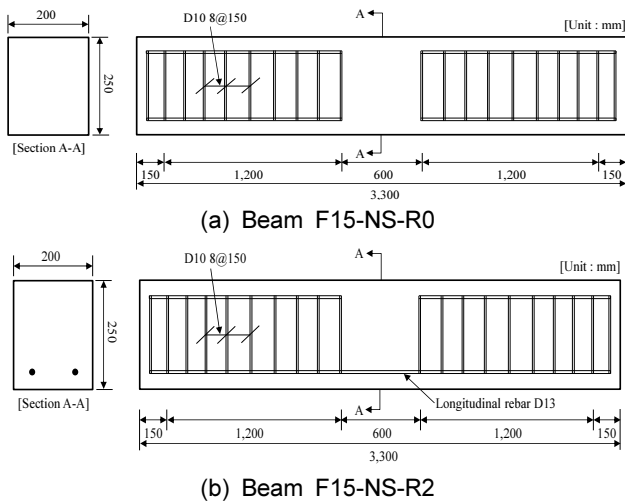 200
D10 8@150
A
[Unit : mm]
250
[Section A-A]
A
150
1,200
600
1,200
150
3,300
(a) Beam F15-NS-R0
200
D10 8@150
A
[Unit : mm]
250
[Section A-A]
A
Longitudinal rebar D13
150
1,200
600
1,200
150
3,300
(b) Beam F15-NS-R2